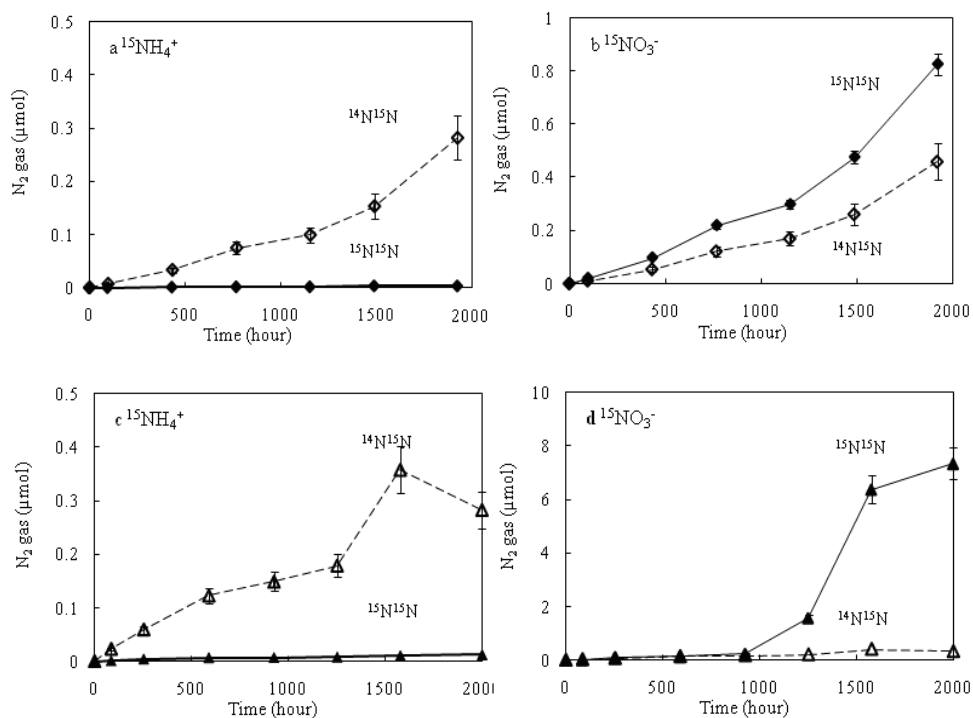 a ¹⁵NH₄⁺
N₂ gas (µmol)
0.5
0.4
0.3
0.2
0.1
0
¹⁴N¹⁵N
¹⁵N¹⁵N
0 500 1000 1500 2000
Time (hour)
b ¹⁵NO₃⁻
N₂ gas (µmol)
1
0.8
0.6
0.4
0.2
0
¹⁵N¹⁵N
¹⁴N¹⁵N
0 500 1000 1500 2000
Time (hour)
c ¹⁵NH₄⁺
N₂ gas (µmol)
0.5
0.4
0.3
0.2
0.1
0
¹⁴N¹⁵N
¹⁵N¹⁵N
0 500 1000 1500 2000
Time (hour)
d ¹⁵NO₃⁻
N₂ gas (µmol)
10
8
6
4
2
0
¹⁵N¹⁵N
¹⁴N¹⁵N
0 500 1000 1500 2000
Time (hour)